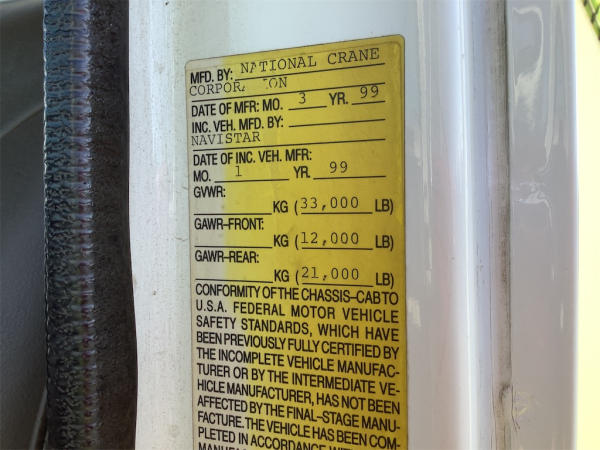 MFD. BY: NATIONAL CRANE
CORPORATION
DATE OF MFR: MO. 3 YR. 99
INC. VEH. MFD. BY:
NAVISTAR
DATE OF INC. VEH. MFR:
MO. 1 YR. 99
GVWR:
KG (33,000 LB)
GAWR-FRONT:
KG (12,000 LB)
GAWR-REAR:
KG (21,000 LB)
CONFORMITY OF THE CHASSIS-CAB TO
U.S.A. FEDERAL MOTOR VEHICLE
SAFETY STANDARDS, WHICH HAVE
BEEN PREVIOUSLY FULLY CERTIFIED BY
THE INCOMPLETE VEHICLE MANUFAC-
TURER OR BY THE INTERMEDIATE VE-
HICLE MANUFACTURER, HAS NOT BEEN
AFFECTED BY THE FINAL-STAGE MANU-
FACTURE. THE VEHICLE HAS BEEN COM-
PLETED IN ACCORDANCE